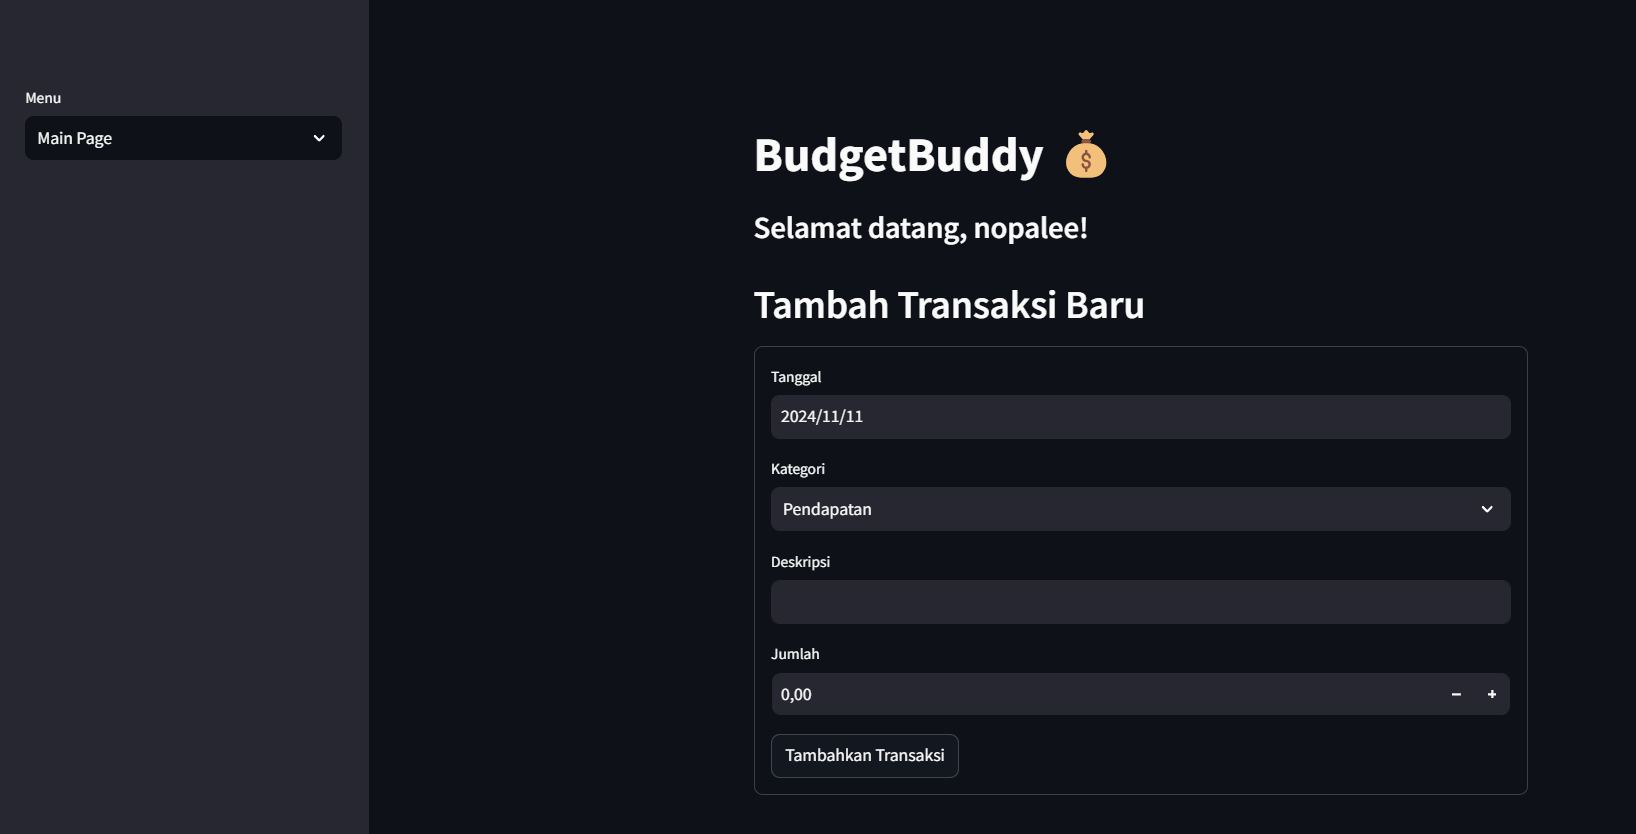 Menu
Main Page
BudgetBuddy 💰
Selamat datang, nopalee!
Tambah Transaksi Baru
Tanggal
2024/11/11
Kategori
Pendapatan
Deskripsi
Jumlah
0,00
Tambahkan Transaksi